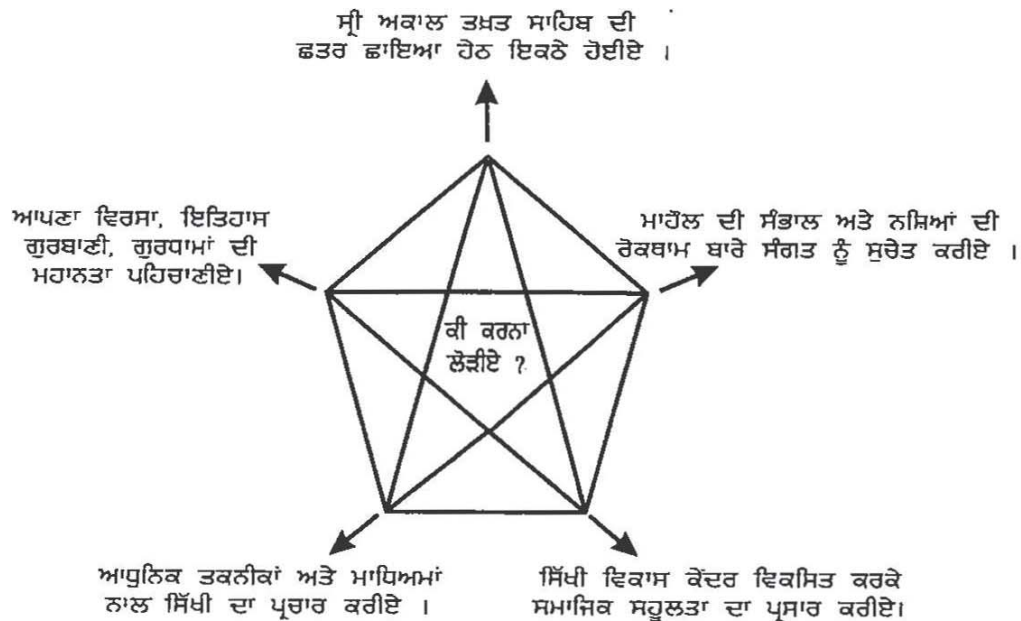 ਸ੍ਰੀ ਅਕਾਲ ਤਖ਼ਤ ਸਾਹਿਬ ਦੀ
ਛਤਰ ਛਾਇਆ ਹੇਠ ਇਕਠੇ ਹੋਈਏ ।
ਆਪਣਾ ਵਿਰਸਾ, ਇਤਿਹਾਸ
ਗੁਰਬਾਣੀ, ਗੁਰਧਾਮਾਂ ਦੀ
ਮਹਾਨਤਾ ਪਹਿਚਾਣੀਏ।
ਮਾਹੌਲ ਦੀ ਸੰਭਾਲ ਅਤੇ ਨਸ਼ਿਆਂ ਦੀ
ਰੋਕਥਾਮ ਬਾਰੇ ਸੰਗਤ ਨੂੰ ਸੁਚੇਤ ਕਰੀਏ ।
ਕੀ ਕਰਨਾ
ਲੋੜੀਏ ?
ਆਧੁਨਿਕ ਤਕਨੀਕਾਂ ਅਤੇ ਮਾਧਿਅਮਾਂ
ਨਾਲ ਸਿੱਖੀ ਦਾ ਪ੍ਰਚਾਰ ਕਰੀਏ ।
ਸਿੱਖੀ ਵਿਕਾਸ ਕੇਂਦਰ ਵਿਕਸਿਤ ਕਰਕੇ
ਸਮਾਜਿਕ ਸਹੂਲਤਾ ਦਾ ਪ੍ਰਸਾਰ ਕਰੀਏ।